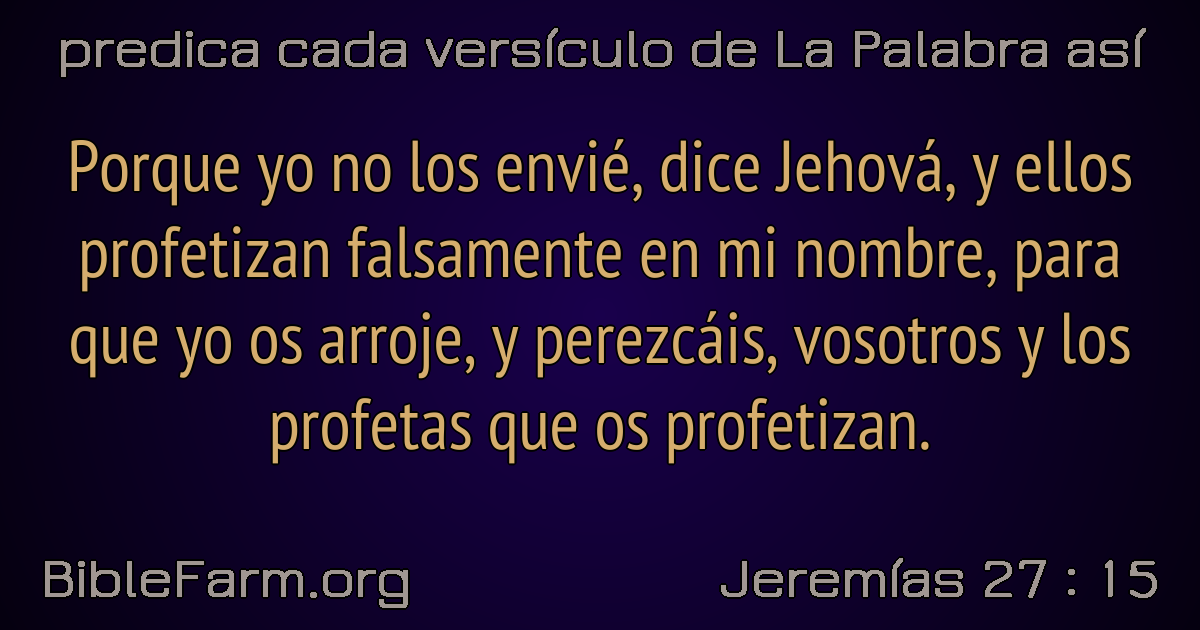 predica cada versículo de La Palabra así
Porque yo no los envié, dice Jehová, y ellos
profetizan falsamente en mi nombre, para
que yo os arroje, y perezcáis, vosotros y los
profetas que os profetizan.
BibleFarm.org
Jeremías 27 : 15